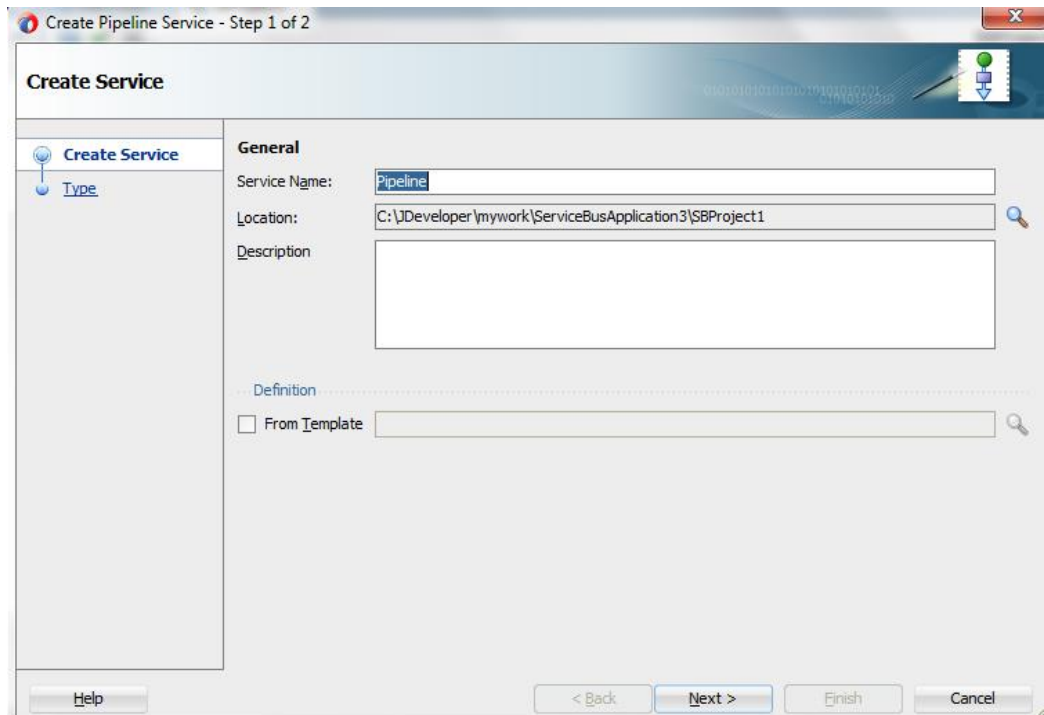 Create Pipeline Service - Step 1 of 2
Create Service
Create Service
Type
General
Service Name: Pipeline
Location: C:\JDeveloper\mywork\ServiceBusApplication3\SBProject1
Description
Definition
From Template
Help < Back Next > Finish Cancel